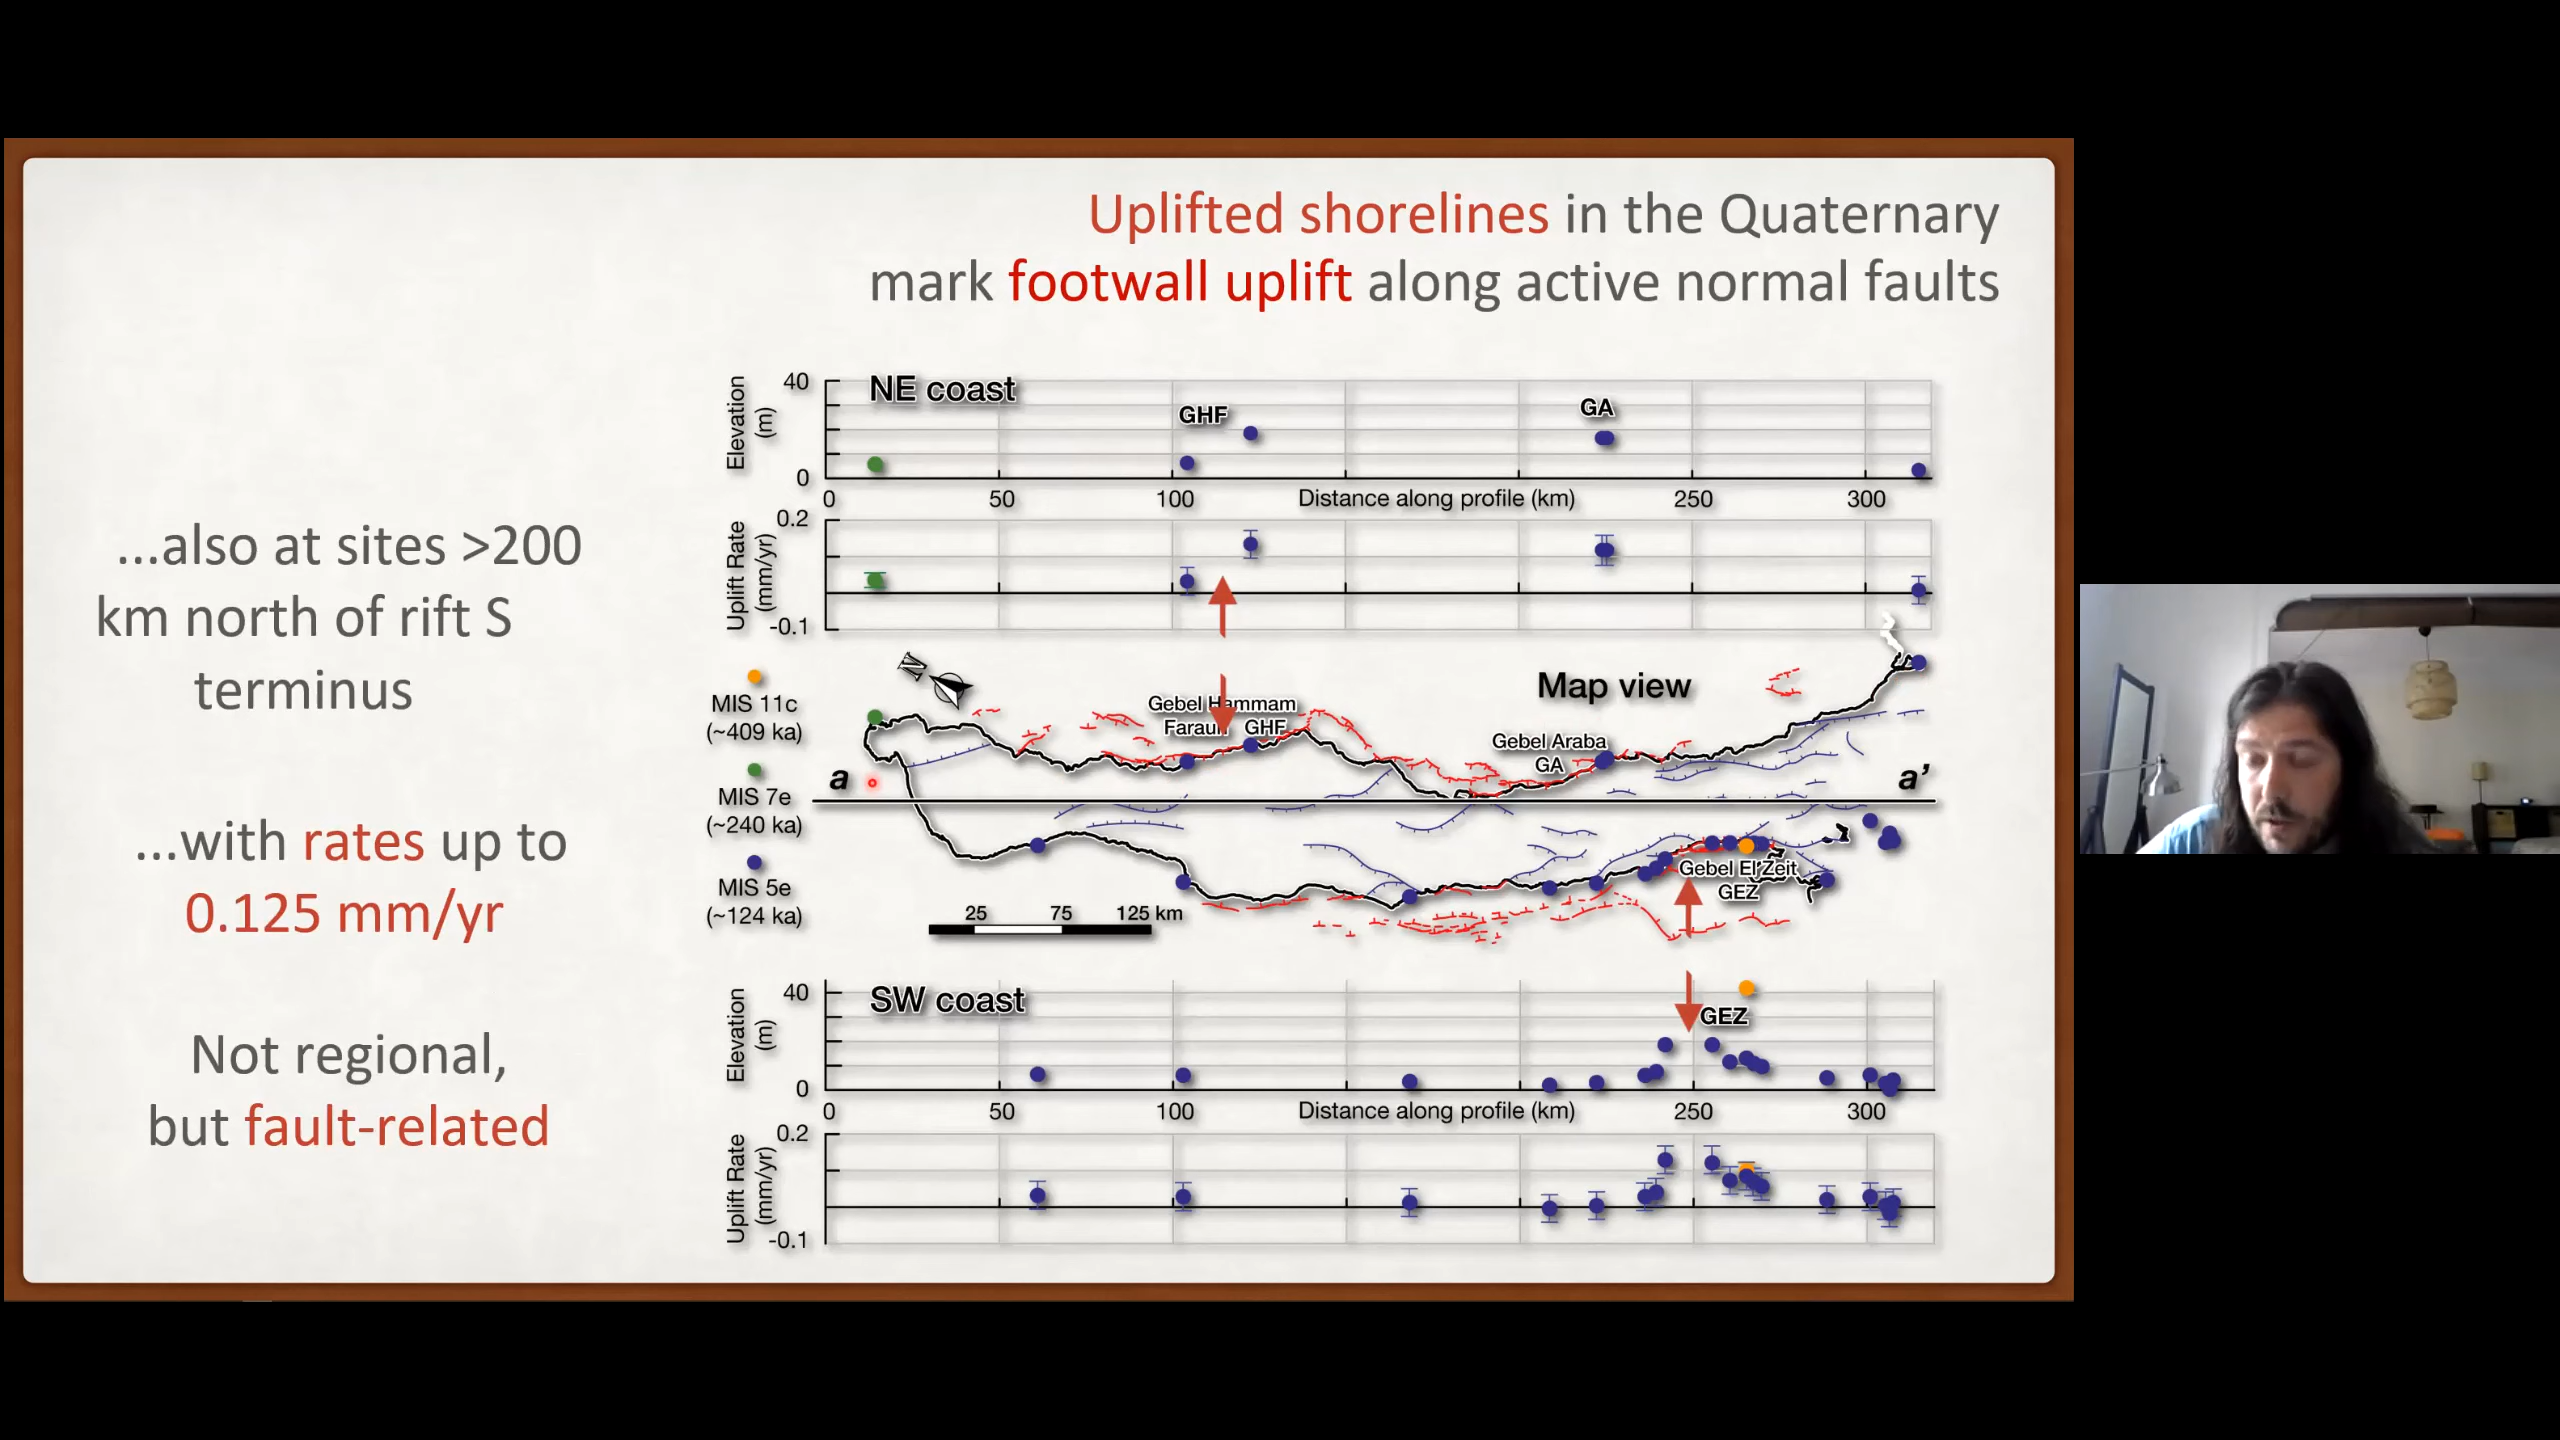 Uplifted shorelines in the Quaternary
mark footwall uplift along active normal faults
...also at sites >200
km north of rift S
terminus
...with rates up to
0.125 mm/yr
Not regional,
but fault-related
NE coast
Elevation
(m)
40
0
GHF
GA
0 50 100 Distance along profile (km) 250 300
Uplift Rate
(mm/yr)
0.2
-0.1
MIS 11c
(~409 ka)
MIS 7e
(~240 ka)
MIS 5e
(~124 ka)
N
Map view
Gebel Hammam
Faraun GHF
Gebel Araba
GA
a
a'
Gebel El Zeit
GEZ
25 75 125 km
SW coast
Elevation
(m)
40
0
GEZ
0 50 100 Distance along profile (km) 250 300
Uplift Rate
(mm/yr)
0.2
-0.1